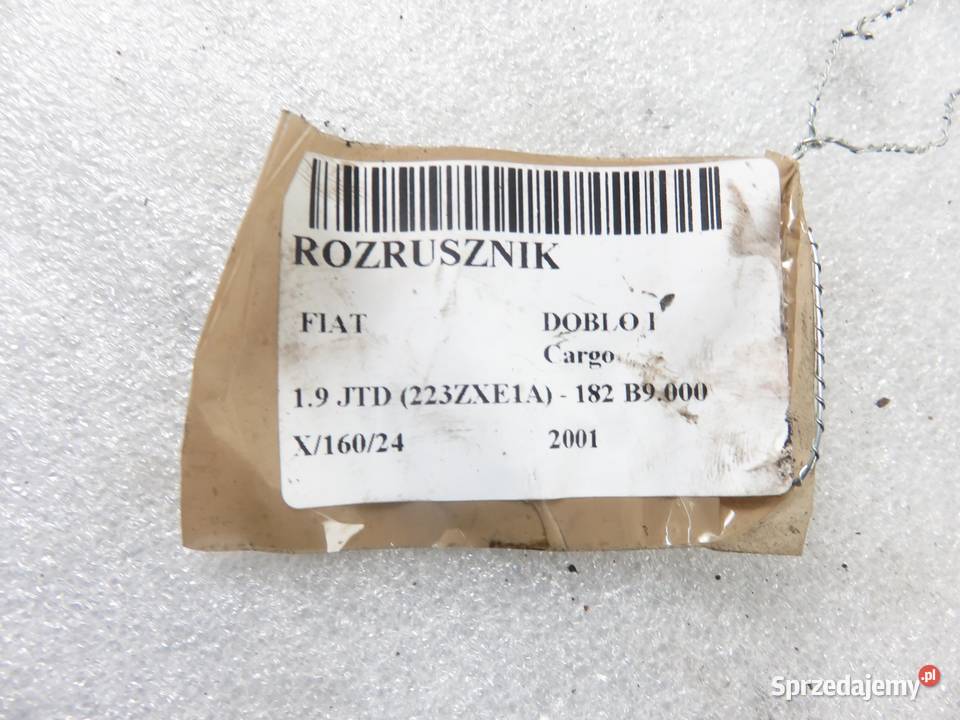 ROZRUSZNIK
FIAT DOBLO I
Cargo
1.9 JTD (223ZXE1A) - 182 B9.000
X/160/24 2001
Sprzedajemy.pl